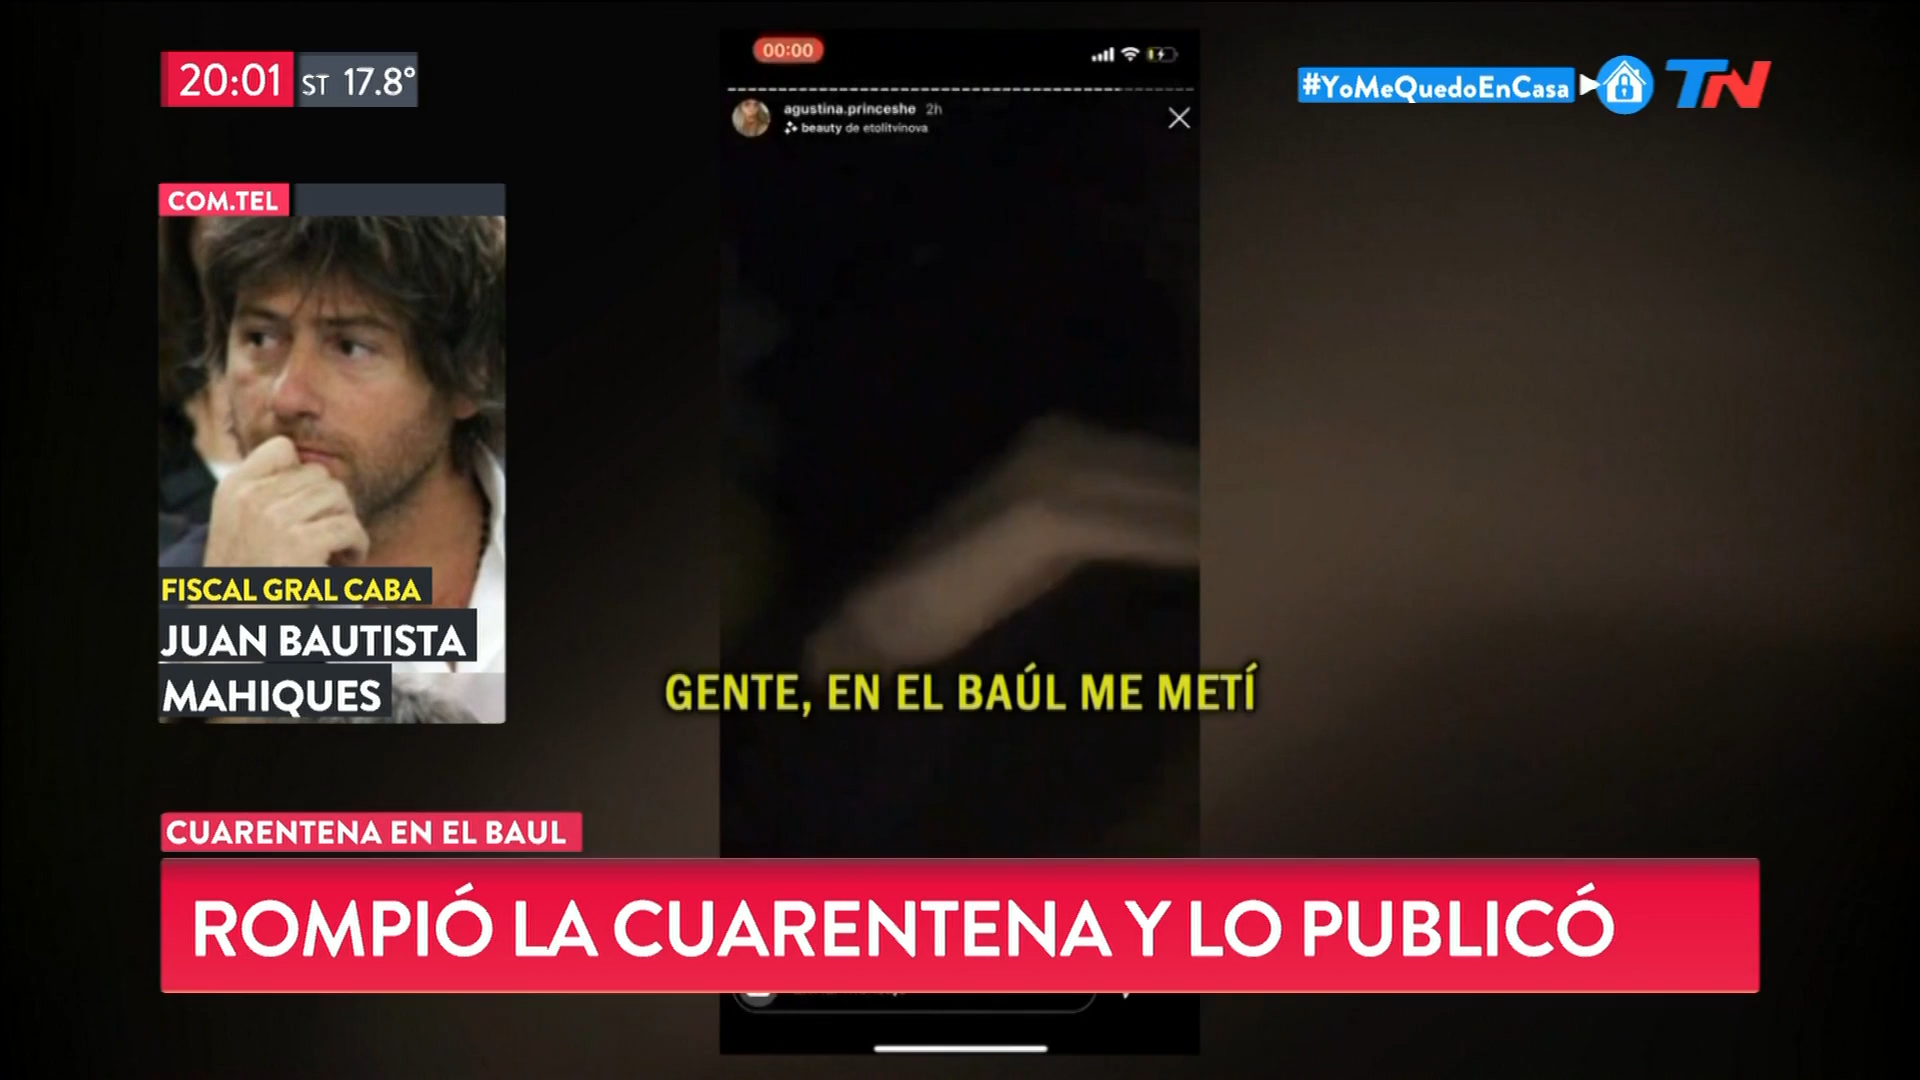 20:01 ST 17.8°
00:00
#YoMeQuedoEnCasa
TN
agustina.princeshe 2h
beauty de etolitvinova
COM.TEL
FISCAL GRAL CABA
JUAN BAUTISTA
MAHIQUES
GENTE, EN EL BAÚL ME METÍ
CUARENTENA EN EL BAUL
ROMPIÓ LA CUARENTENA Y LO PUBLICÓ